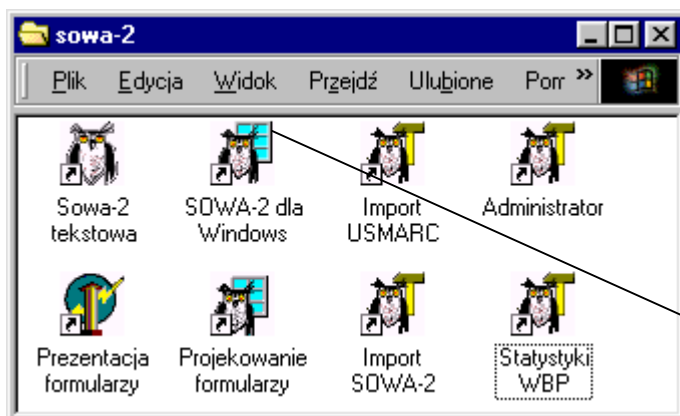 sowa-2
Plik Edycja Widok Przejdź Ulubione Pom »
Sowa-2 tekstowa
SOWA-2 dla Windows
Import USMARC
Administrator
Prezentacja formularzy
Projekowanie formularzy
Import SOWA-2
Statystyki WBP